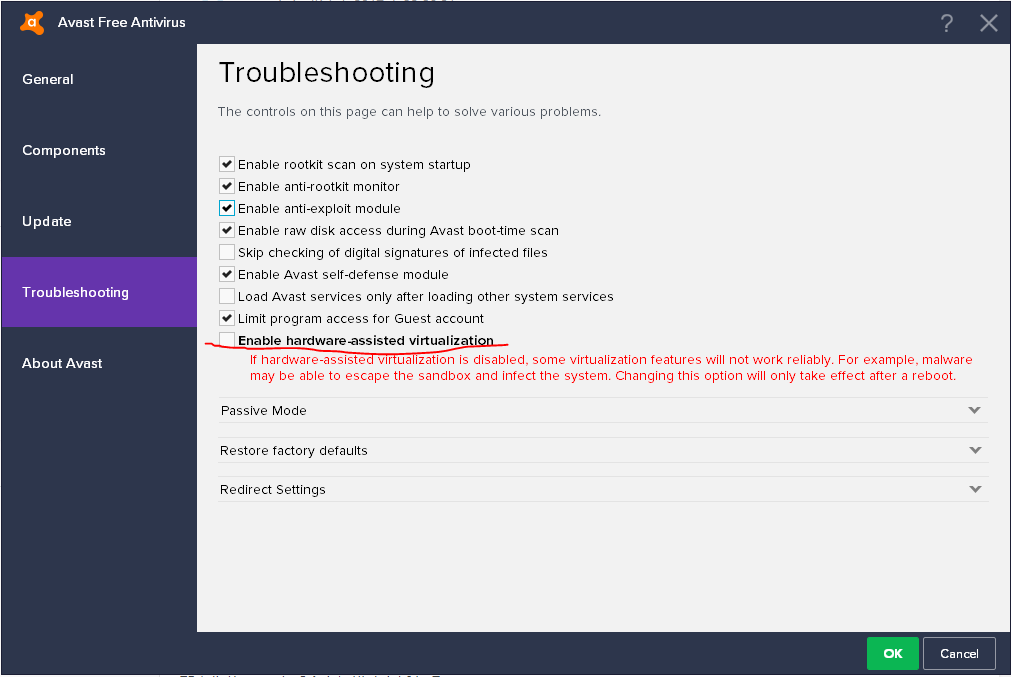 Avast Free Antivirus
?
General
Components
Update
Troubleshooting
About Avast
Troubleshooting
The controls on this page can help to solve various problems.
Enable rootkit scan on system startup
Enable anti-rootkit monitor
Enable anti-exploit module
Enable raw disk access during Avast boot-time scan
Skip checking of digital signatures of infected files
Enable Avast self-defense module
Load Avast services only after loading other system services
Limit program access for Guest account
Enable hardware-assisted virtualization
If hardware-assisted virtualization is disabled, some virtualization features will not work reliably. For example, malware
may be able to escape the sandbox and infect the system. Changing this option will only take effect after a reboot.
Passive Mode
Restore factory defaults
Redirect Settings
OK
Cancel